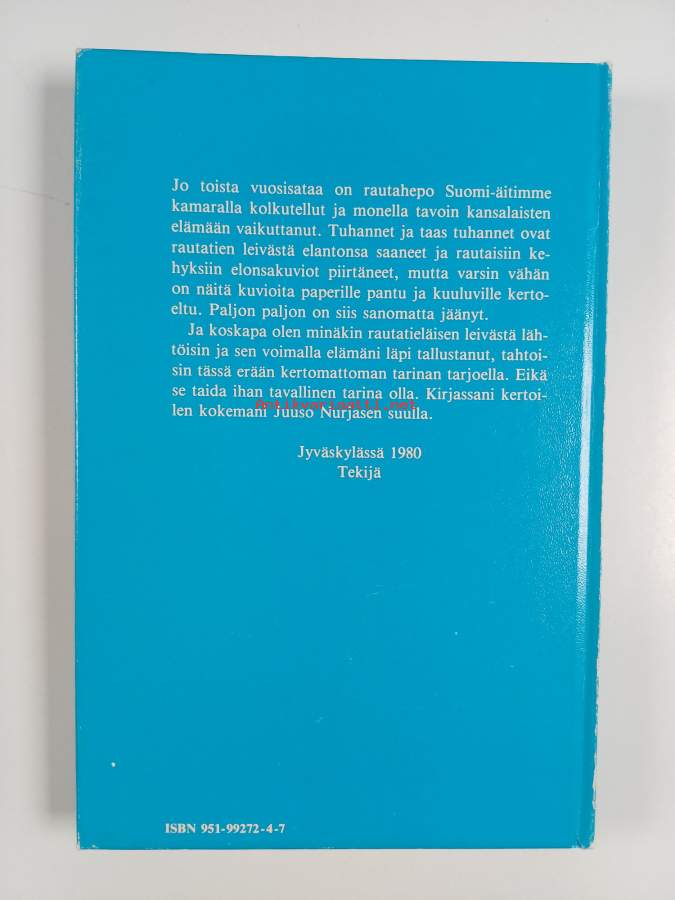 Jo toista vuosisataa on rautahepo Suomi-äitimme
kamaralla kolkutellut ja monella tavoin kansalaisten
elämään vaikuttanut. Tuhannet ja taas tuhannet ovat
rautatien leivästä elantonsa saaneet ja rautaisiin ke-
hyksiin elonsakuviot piirtäneet, mutta varsin vähän
on näitä kuvioita paperille pantu ja kuuluville kerto-
eltu. Paljon paljon on siis sanomatta jäänyt.
Ja koskapa olen minäkin rautatieläisen leivästä läh-
töisin ja sen voimalla elämäni läpi tallustanut, tahtoi-
sin tässä erään kertomattoman tarinan tarjoella. Eikä
se taida ihan tavallinen tarina olla. Kirjassani kertoi-
antikvariaatti.net
len kokemani Juuso Nurjasen suulla.
Jyväskylässä 1980
Tekijä
ISBN 951-99272-4-7